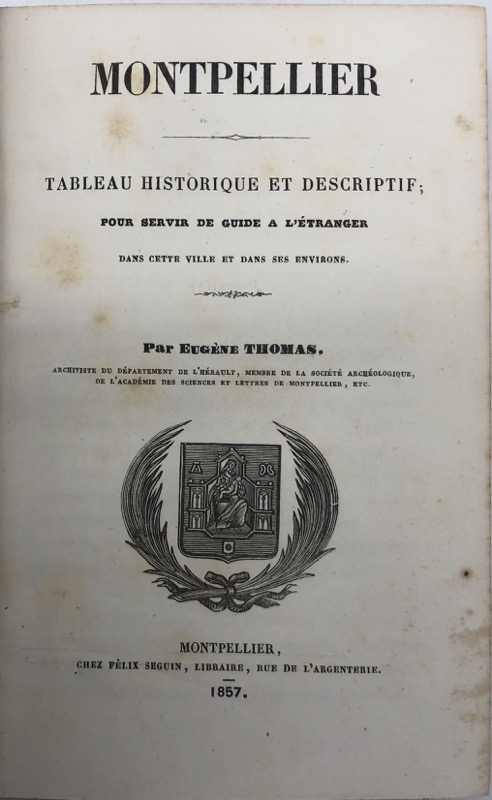 MONTPELLIER
TABLEAU HISTORIQUE ET DESCRIPTIF;
POUR SERVIR DE GUIDE A L'ÉTRANGER
DANS CETTE VILLE ET DANS SES ENVIRONS.
Par EUGÈNE THOMAS,
ARCHIVISTE DU DÉPARTEMENT DE L'HÉRAULT, MEMBRE DE LA SOCIÉTÉ ARCHÉOLOGIQUE,
DE L'ACADÉMIE DES SCIENCES ET LETTRES DE MONTPELLIER, ETC.
MONTPELLIER,
CHEZ FÉLIX SEGUIN, LIBRAIRE, RUE DE L'ARGENTERIE.
1857.